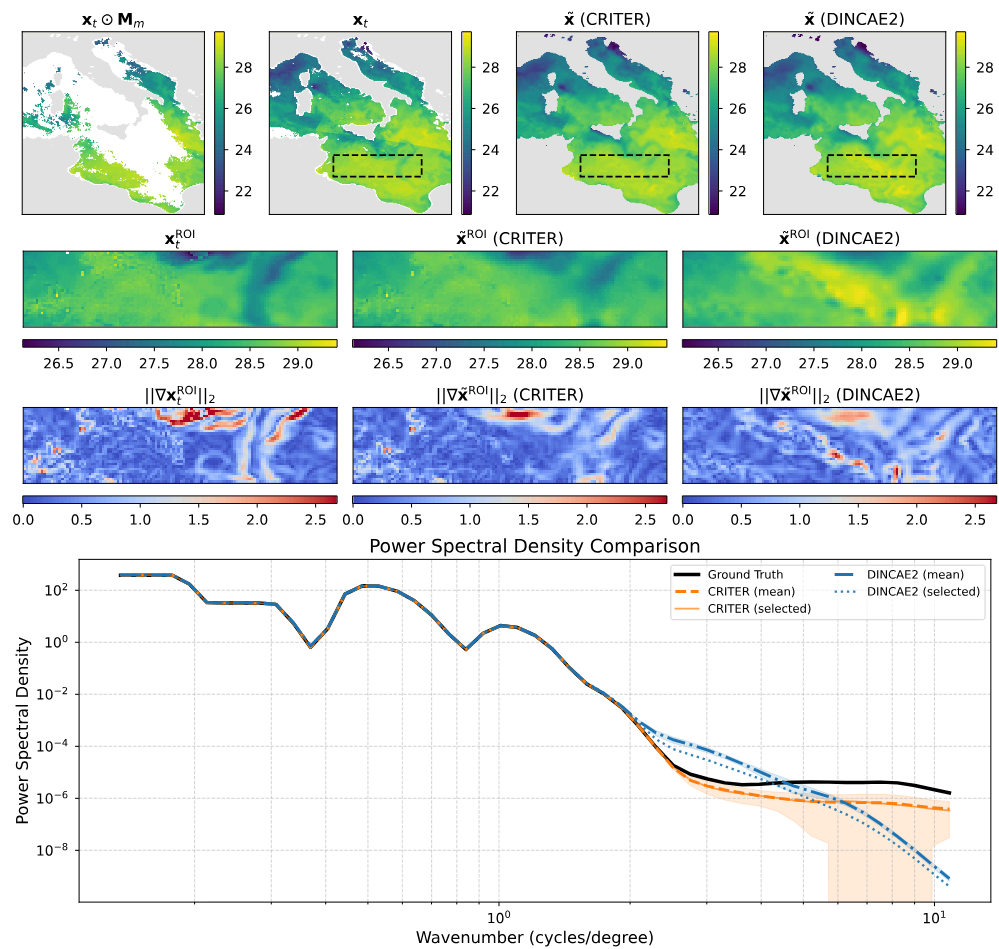 x_t ⊙ M_m
x_t
x̃ (CRITER)
x̃ (DINCAE2)
28
26
24
22
28
26
24
22
28
26
24
22
28
26
24
22
x_t^ROI
x̃^ROI (CRITER)
x̃^ROI (DINCAE2)
26.5 27.0 27.5 28.0 28.5 29.0
26.5 27.0 27.5 28.0 28.5 29.0
26.5 27.0 27.5 28.0 28.5 29.0
||∇x_t^ROI||_2
||∇x̃^ROI||_2 (CRITER)
||∇x̃^ROI||_2 (DINCAE2)
0.0 0.5 1.0 1.5 2.0 2.5
0.0 0.5 1.0 1.5 2.0 2.5
0.0 0.5 1.0 1.5 2.0 2.5
Power Spectral Density Comparison
Power Spectral Density
10^2
10^0
10^−2
10^−4
10^−6
10^−8
Ground Truth
CRITER (mean)
CRITER (selected)
DINCAE2 (mean)
DINCAE2 (selected)
10^0
10^1
Wavenumber (cycles/degree)